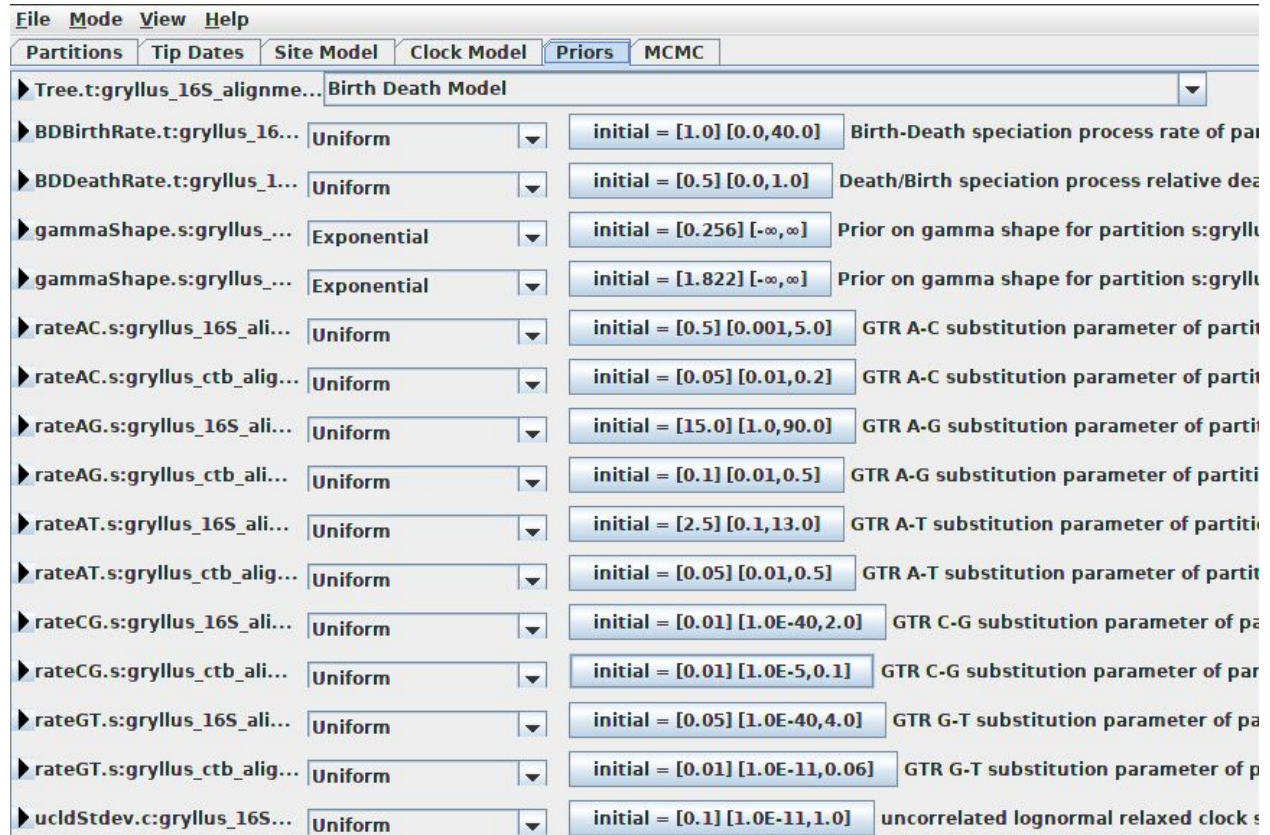 File Mode View Help
Partitions Tip Dates Site Model Clock Model Priors MCMC
Tree.t:gryllus_16S_alignme... Birth Death Model
BDBirthRate.t:gryllus_16... Uniform initial = [1.0] [0.0,40.0] Birth-Death speciation process rate of par
BDDeathRate.t:gryllus_1... Uniform initial = [0.5] [0.0,1.0] Death/Birth speciation process relative dea
gammaShape.s:gryllus_... Exponential initial = [0.256] [-∞,∞] Prior on gamma shape for partition s:gryllu
gammaShape.s:gryllus_... Exponential initial = [1.822] [-∞,∞] Prior on gamma shape for partition s:gryllu
rateAC.s:gryllus_16S_ali... Uniform initial = [0.5] [0.001,5.0] GTR A-C substitution parameter of partit
rateAC.s:gryllus_ctb_alig... Uniform initial = [0.05] [0.01,0.2] GTR A-C substitution parameter of partit
rateAG.s:gryllus_16S_ali... Uniform initial = [15.0] [1.0,90.0] GTR A-G substitution parameter of partit
rateAG.s:gryllus_ctb_ali... Uniform initial = [0.1] [0.01,0.5] GTR A-G substitution parameter of partiti
rateAT.s:gryllus_16S_ali... Uniform initial = [2.5] [0.1,13.0] GTR A-T substitution parameter of partitio
rateAT.s:gryllus_ctb_alig... Uniform initial = [0.05] [0.01,0.5] GTR A-T substitution parameter of partit
rateCG.s:gryllus_16S_ali... Uniform initial = [0.01] [1.0E-40,2.0] GTR C-G substitution parameter of pa
rateCG.s:gryllus_ctb_ali... Uniform initial = [0.01] [1.0E-5,0.1] GTR C-G substitution parameter of par
rateGT.s:gryllus_16S_ali... Uniform initial = [0.05] [1.0E-40,4.0] GTR G-T substitution parameter of pa
rateGT.s:gryllus_ctb_alig... Uniform initial = [0.01] [1.0E-11,0.06] GTR G-T substitution parameter of p
ucldStdev.c:gryllus_16S... Uniform initial = [0.1] [1.0E-11,1.0] uncorrelated lognormal relaxed clock s